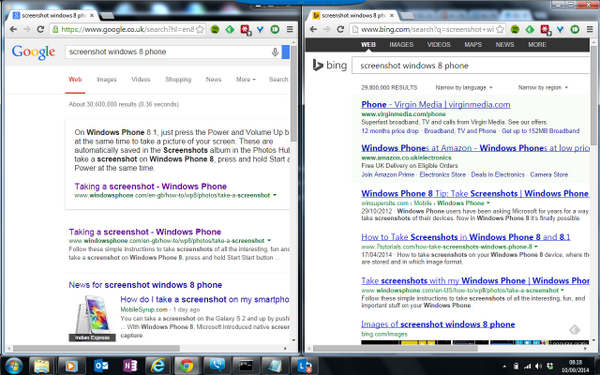 screenshot windows 8 ph
https://www.google.co.uk/search?hl=en&
Google
screenshot windows 8 phone
Web Images Videos Shopping News More Search
About 30,600,000 results (0.36 seconds)
On Windows Phone 8.1, just press the Power and Volume Up b
at the same time to take a picture of your screen. These are
automatically saved in the Screenshots album in the Photos Hu
take a screenshot on Windows Phone 8, press and hold Start a
Power at the same time.
Taking a screenshot - Windows Phone
www.windowsphone.com/en-gb/how-to/wp8/photos/take-a-screenshot
Taking a screenshot - Windows Phone
www.windowsphone.com/en-gb/how-to/wp8/photos/take-a-screenshot
Follow these simple instructions to take screenshots of all the interesting, fun and
take a screenshot on Windows Phone 8, press and hold Start Start button ...
News for screenshot windows 8 phone
How do I take a screenshot on my smartpho
MobileSyrup.com - 1 day ago
You can take a screenshot on the Galaxy S 2 and up by push
... With Windows Phone 8, Microsoft introduced native screen
capture.
Indian Express
screenshot windows 8 pho
www.bing.com/search?q=screenshot+wi
WEB IMAGES VIDEOS MAPS NEWS MORE
bing
screenshot windows 8 phone
29,800,000 RESULTS Narrow by language Narrow by region
Phone - Virgin Media | virginmedia.com
www.virginmedia.com/phone
Superfast broadband, TV and calls from Virgin Media. See our offers.
12 months price drop · Broadband, TV and Phone · Get up to 152MB Broadband
Windows Phones at Amazon - Windows Phones at low pric
www.amazon.co.uk/electronics
Free UK Delivery on Eligible Orders
Join Amazon Prime · Electronics Store · Deals in Electronics · Camera Store
Windows Phone 8 Tip: Take Screenshots | Windows Phone
winsupersite.com › Mobile › Windows Phone
29/10/2012 · Windows Phone users have been asking Microsoft for years for a way
take screenshots of their devices. Now in Windows Phone 8 it's finally possible.
How to Take Screenshots in Windows Phone 8 and 8.1
www.7tutorials.com/how-take-screenshots-windows-phone-8
17/04/2014 · How to take screenshots on your Windows Phone 8 device, where the
are stored and in which image format.
Take screenshots with my Windows Phone | Windows Phon
www.windowsphone.com/en-US/how-to/wp8/photos/take-a-screenshot
Follow these simple instructions to take screenshots of all the interesting, fun, and
important stuff on your Windows Phone.
Images of screenshot windows 8 phone
bing.com/images
08:18
10/09/2014